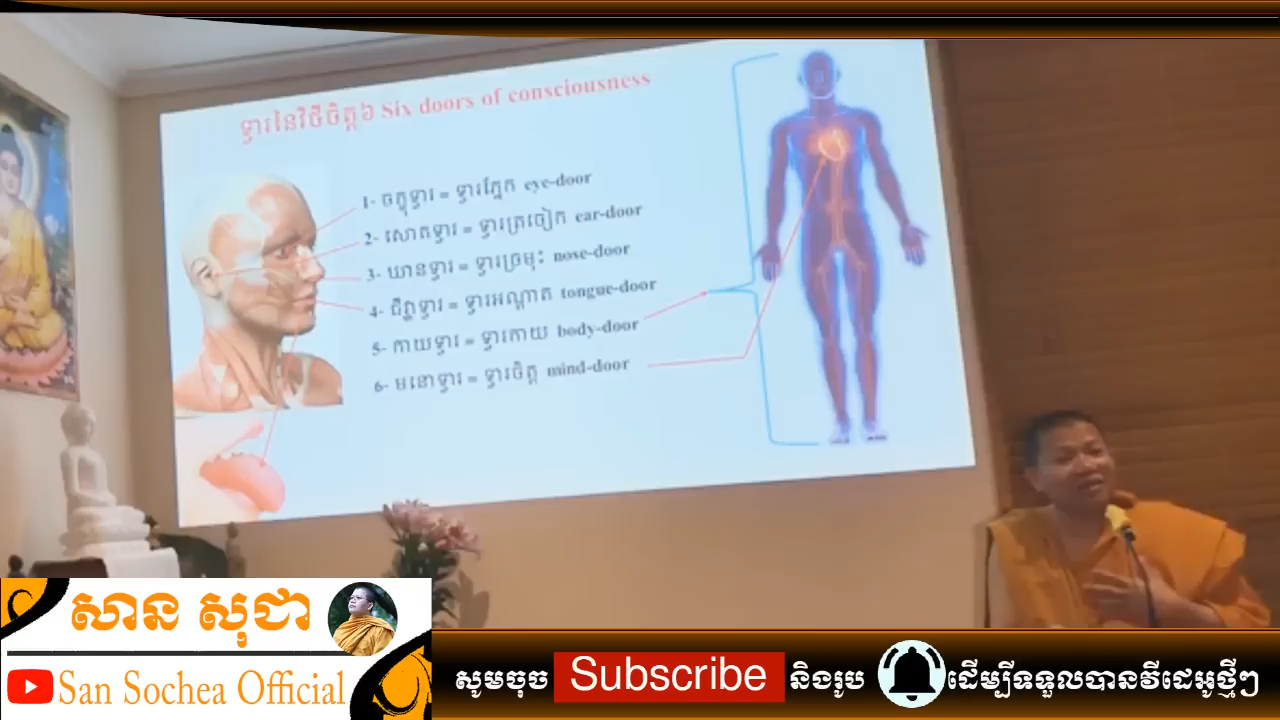 ទ្វារនៃវិថីចិត្ត៦ Six doors of consciousness
1- ចក្ខុទ្វារ = ទ្វារភ្នែក eye-door
2- សោតទ្វារ = ទ្វារត្រចៀក ear-door
3- ឃានទ្វារ = ទ្វារច្រមុះ nose-door
4- ជិវ្ហាទ្វារ = ទ្វារអណ្ដាត tongue-door
5- កាយទ្វារ = ទ្វារកាយ body-door
6- មនោទ្វារ = ទ្វារចិត្ត mind-door
សាន សុជា
San Sochea Official
សូមចុច Subscribe និងរូប ដើម្បីទទួលបានវីដេអូថ្មីៗ